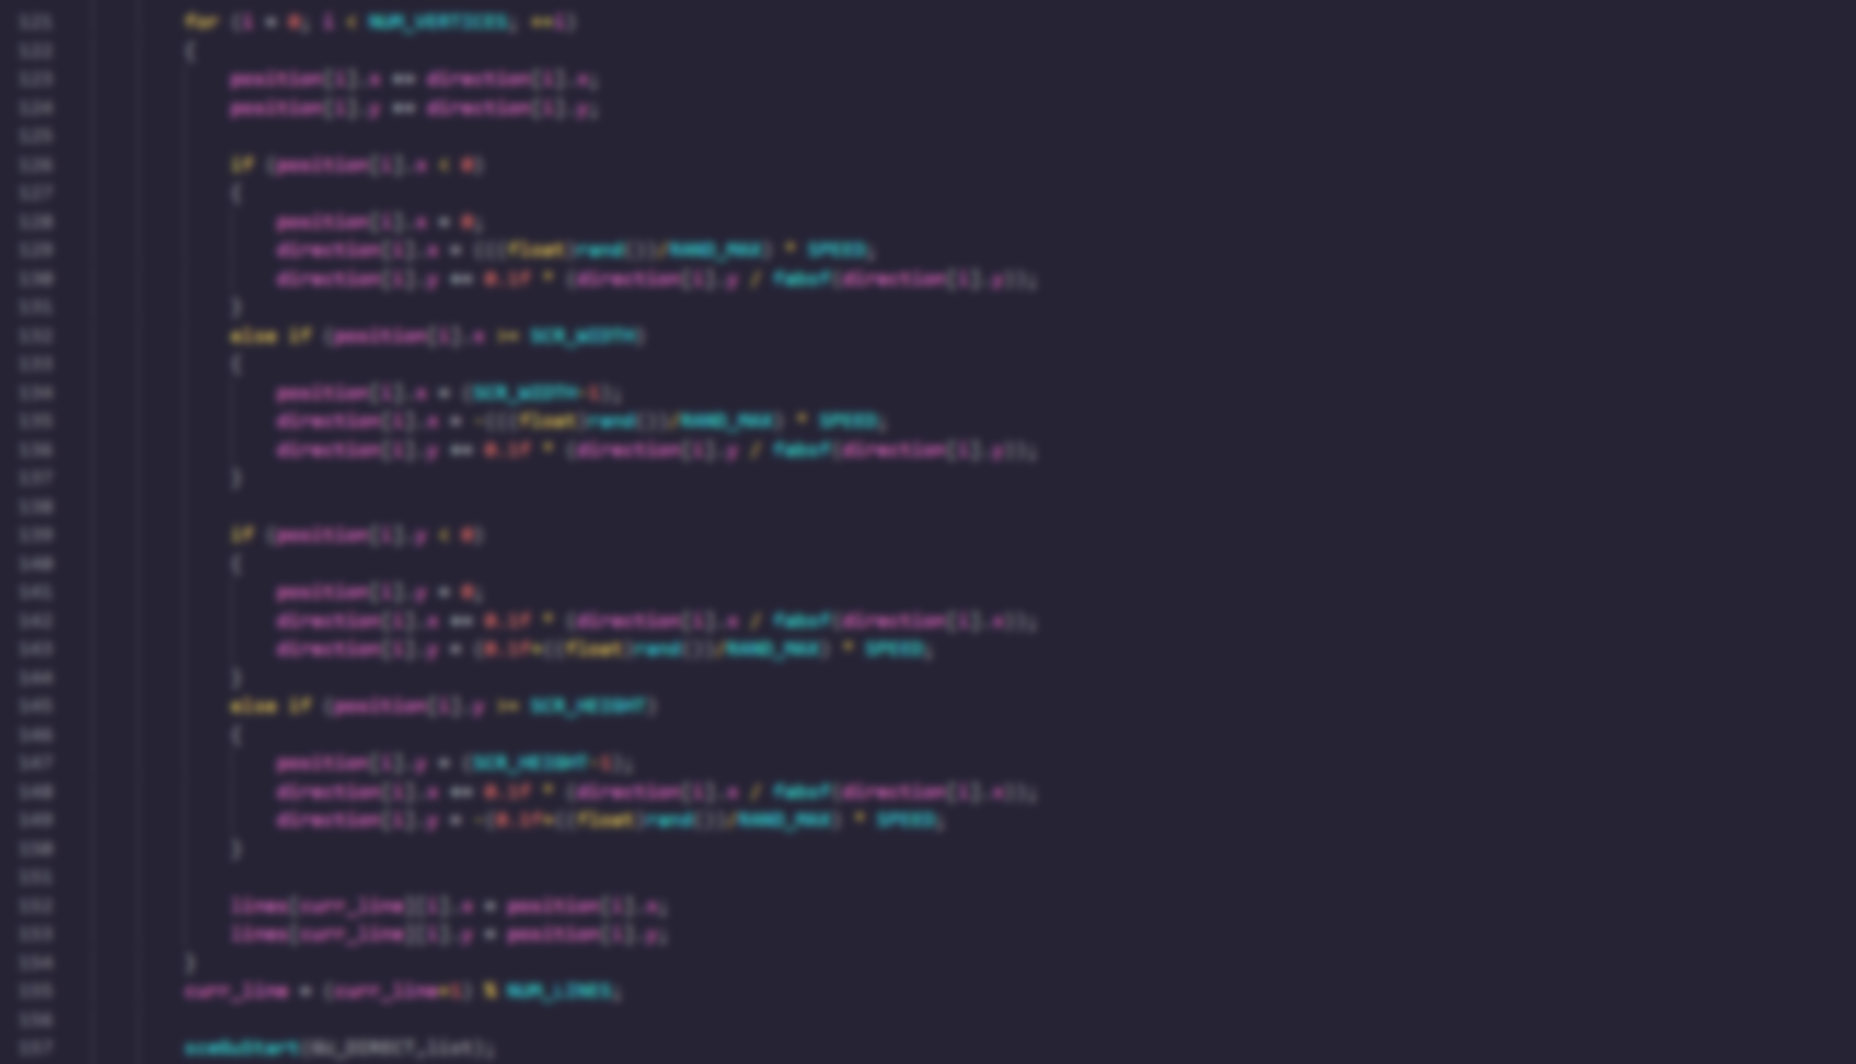 121 for (i = 0; i < NUM_VERTICES; ++i)
122 {
123 position[i].x += direction[i].x;
124 position[i].y += direction[i].y;
125
126 if (position[i].x < 0)
127 {
128 position[i].x = 0;
129 direction[i].x = (((float)rand())/RAND_MAX) * SPEED;
130 direction[i].y += 0.1f * (direction[i].y / fabsf(direction[i].y));
131 }
132 else if (position[i].x >= SCR_WIDTH)
133 {
134 position[i].x = (SCR_WIDTH-1);
135 direction[i].x = -(((float)rand())/RAND_MAX) * SPEED;
136 direction[i].y += 0.1f * (direction[i].y / fabsf(direction[i].y));
137 }
138
139 if (position[i].y < 0)
140 {
141 position[i].y = 0;
142 direction[i].x += 0.1f * (direction[i].x / fabsf(direction[i].x));
143 direction[i].y = (0.1f+((float)rand())/RAND_MAX) * SPEED;
144 }
145 else if (position[i].y >= SCR_HEIGHT)
146 {
147 position[i].y = (SCR_HEIGHT-1);
148 direction[i].x += 0.1f * (direction[i].x / fabsf(direction[i].x));
149 direction[i].y = -(0.1f+((float)rand())/RAND_MAX) * SPEED;
150 }
151
152 lines[curr_line][i].x = position[i].x;
153 lines[curr_line][i].y = position[i].y;
154 }
155 curr_line = (curr_line+1) % NUM_LINES;
156
157 sceGuStart(GU_DIRECT,list);